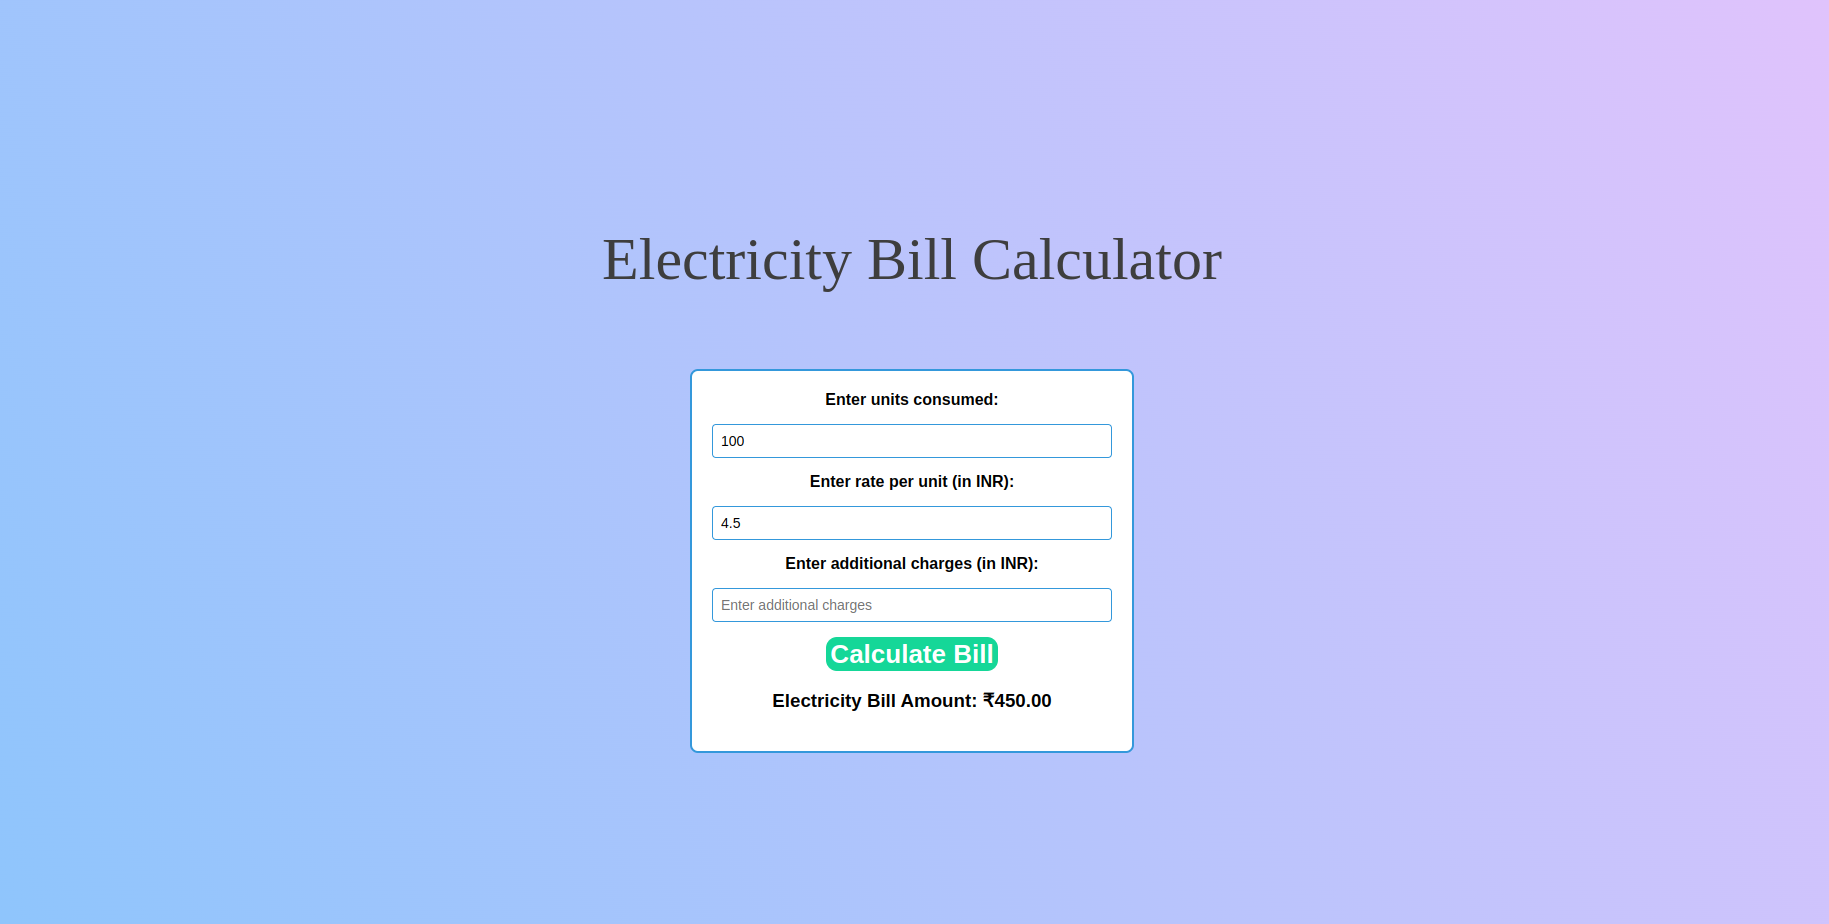 Electricity Bill Calculator
Enter units consumed:
100
Enter rate per unit (in INR):
4.5
Enter additional charges (in INR):
Enter additional charges
Calculate Bill
Electricity Bill Amount: ₹450.00